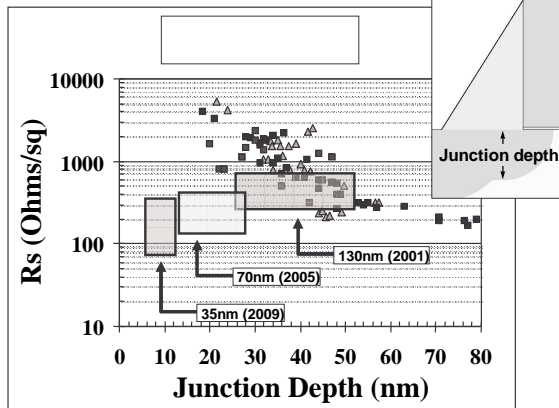 10000
Junction depth
1000
Rs (Ohms/sq)
130nm (2001)
100
70nm (2005)
35nm (2009)
10
0 10 20 30 40 50 60 70 80
Junction Depth (nm)